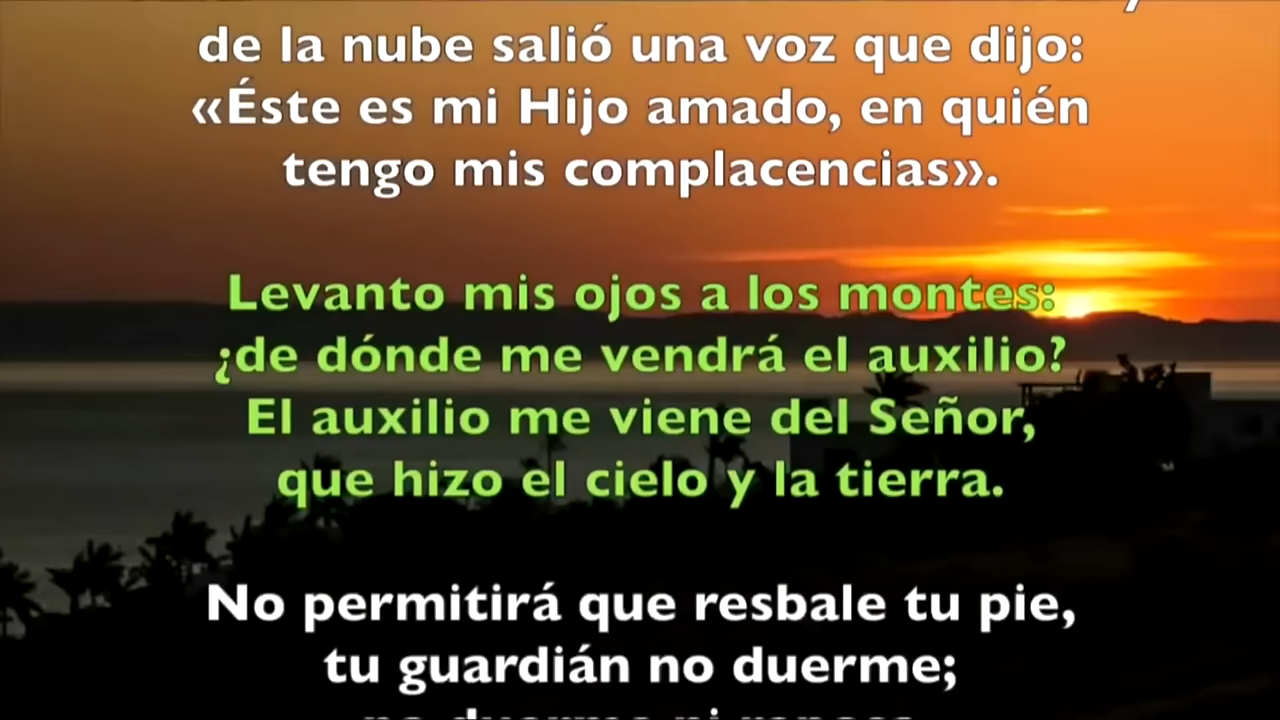 de la nube salió una voz que dijo:
«Éste es mi Hijo amado, en quién
tengo mis complacencias».
Levanto mis ojos a los montes:
¿de dónde me vendrá el auxilio?
El auxilio me viene del Señor,
que hizo el cielo y la tierra.
No permitirá que resbale tu pie,
tu guardián no duerme;